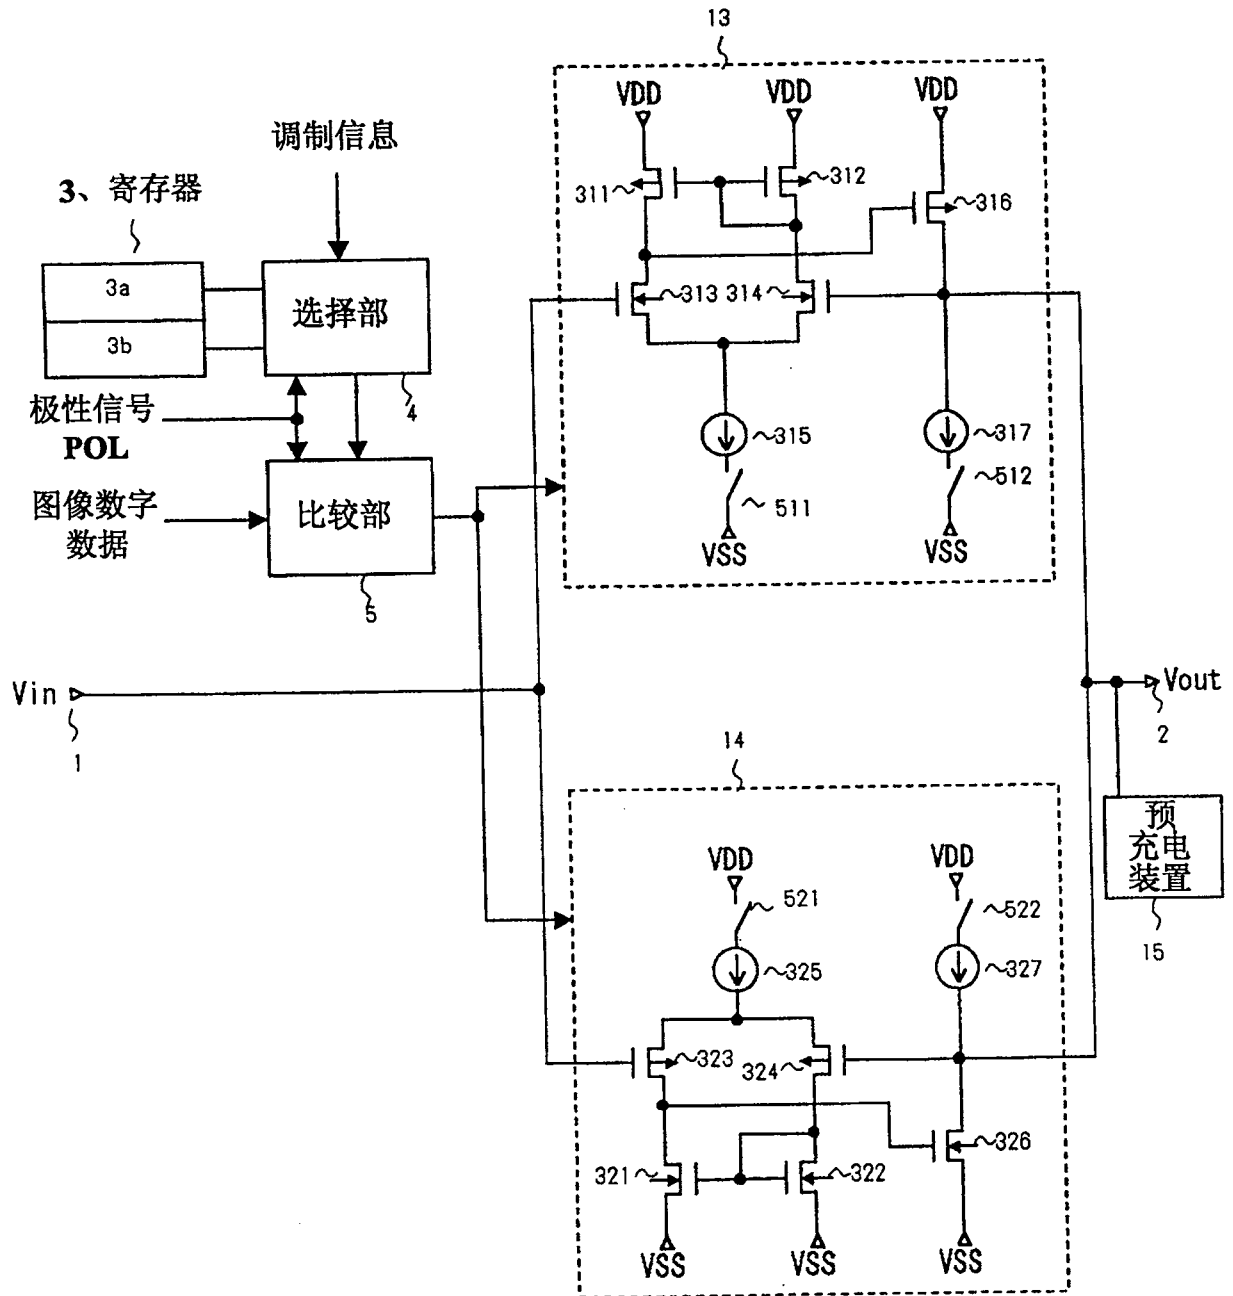 13
VDD
VDD
VDD
调制信息
311
312
316
3、寄存器
3a
3b
选择部
313
314
极性信号
POL
4
315
317
图像数字
数据
比较部
511
512
VSS
VSS
5
Vin
1
Vout
2
14
预
充电
装置
15
VDD
VDD
521
522
325
327
323
324
326
321
322
VSS
VSS
VSS